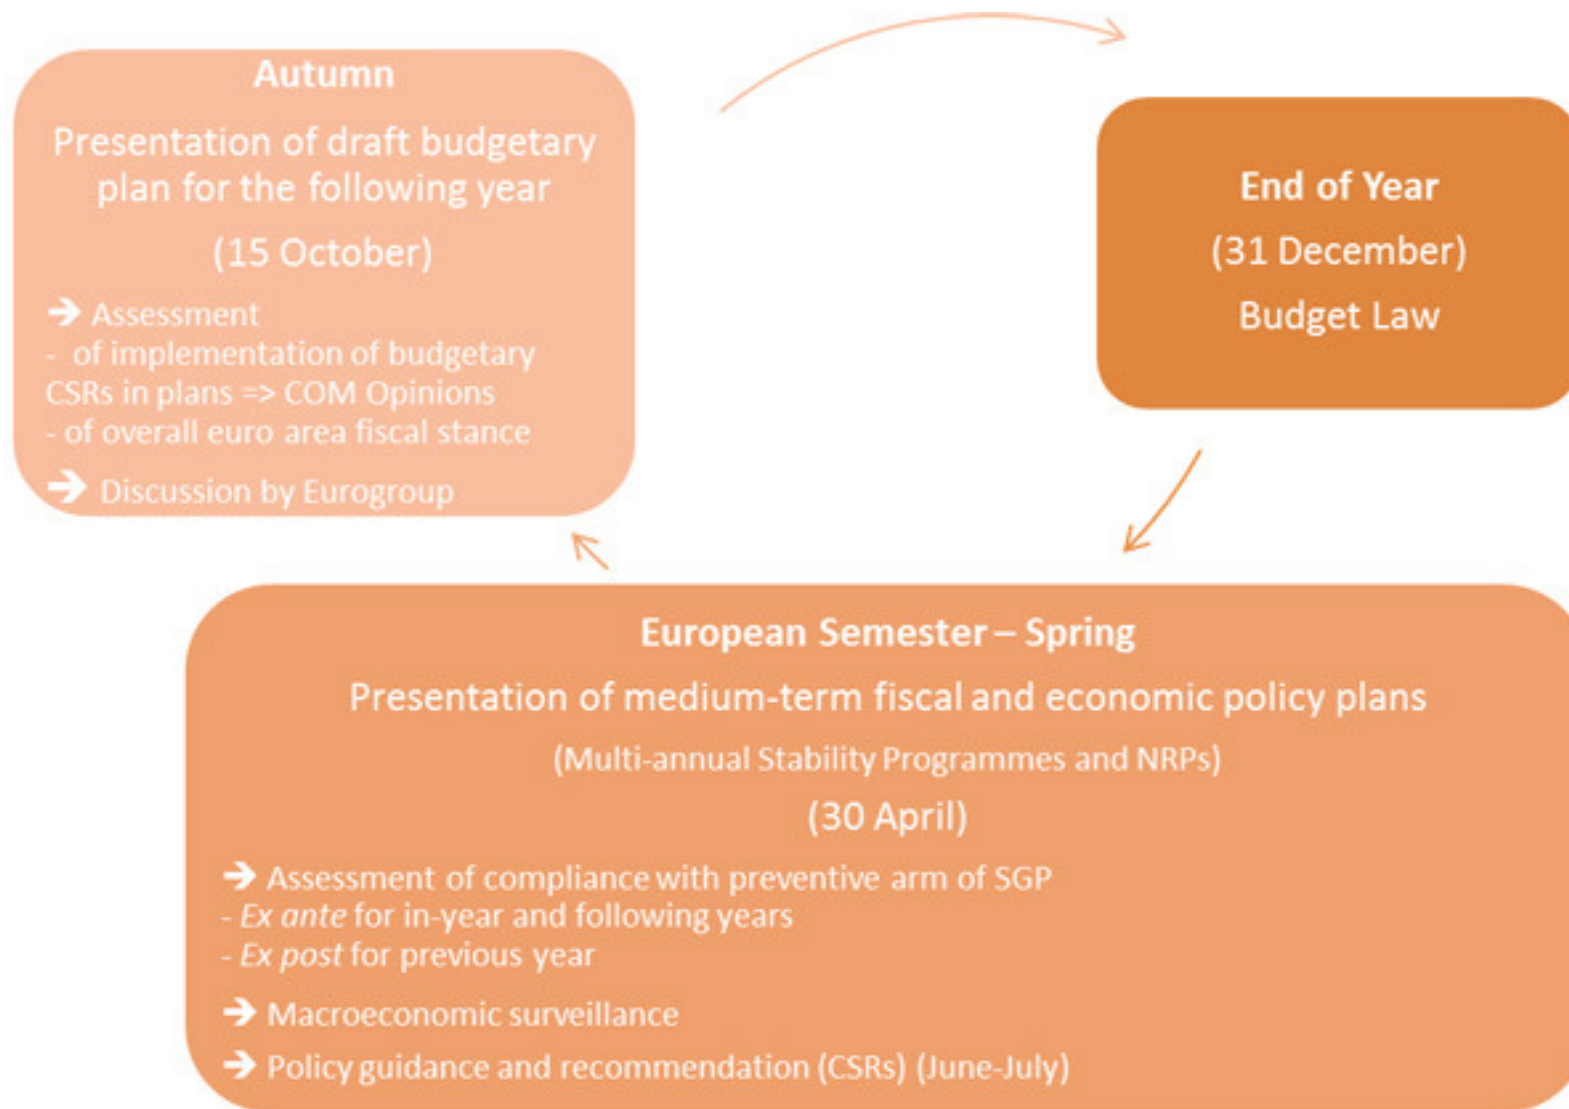 Autumn
Presentation of draft budgetary
plan for the following year
(15 October)
➔ Assessment
- of implementation of budgetary
CSRs in plans => COM Opinions
- of overall euro area fiscal stance
➔ Discussion by Eurogroup
End of Year
(31 December)
Budget Law
European Semester – Spring
Presentation of medium-term fiscal and economic policy plans
(Multi-annual Stability Programmes and NRPs)
(30 April)
➔ Assessment of compliance with preventive arm of SGP
- Ex ante for in-year and following years
- Ex post for previous year
➔ Macroeconomic surveillance
➔ Policy guidance and recommendation (CSRs) (June-July)